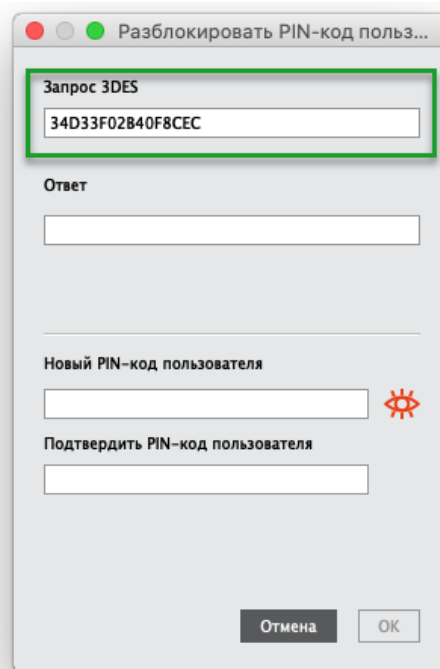 Разблокировать PIN-код польз...
Запрос 3DES
34D33F02B40F8CEC
Ответ
Новый PIN-код пользователя
Подтвердить PIN-код пользователя
Отмена
OK